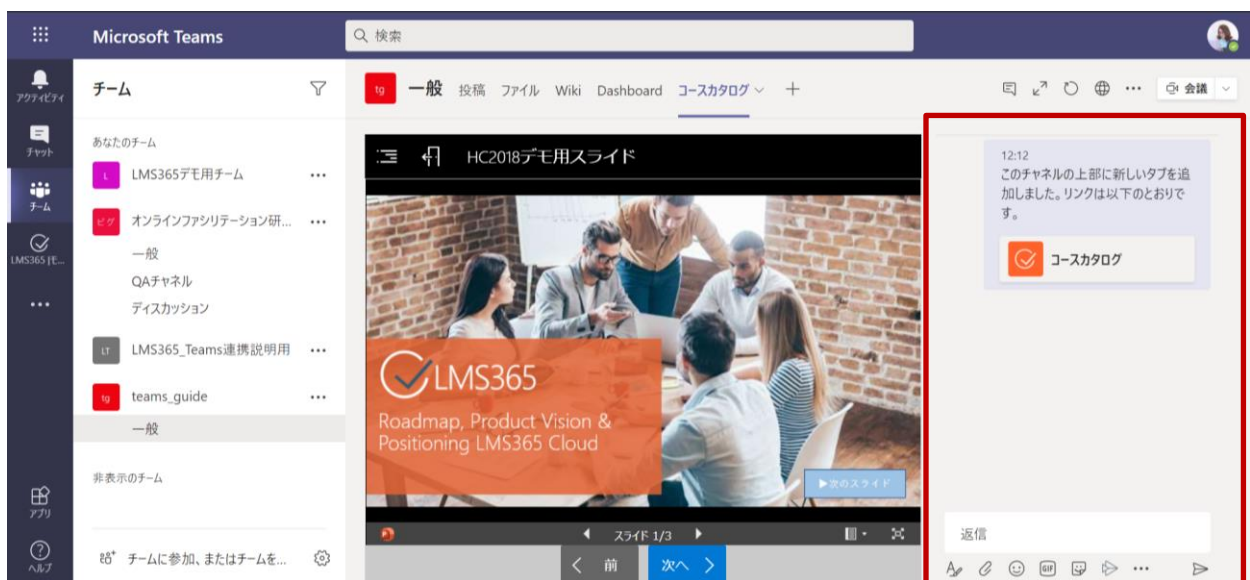 Microsoft Teams
検索
アクティビティ
チャット
チーム
LMS365 [モ...
アプリ
ヘルプ
チーム
あなたのチーム
L
LMS365デモ用チーム
ビグ
オンラインファシリテーション研...
一般
QAチャネル
ディスカッション
LT
LMS365_Teams連携説明用
tg
teams_guide
一般
非表示のチーム
チームに参加、またはチームを...
tg 一般 投稿 ファイル Wiki Dashboard コースカタログ
会議
HC2018デモ用スライド
LMS365
Roadmap, Product Vision &
Positioning LMS365 Cloud
▶次のスライド
スライド 1/3
前
次へ
12:12
このチャネルの上部に新しいタブを追
加しました。リンクは以下のとおりで
す。
コースカタログ
返信
GIF